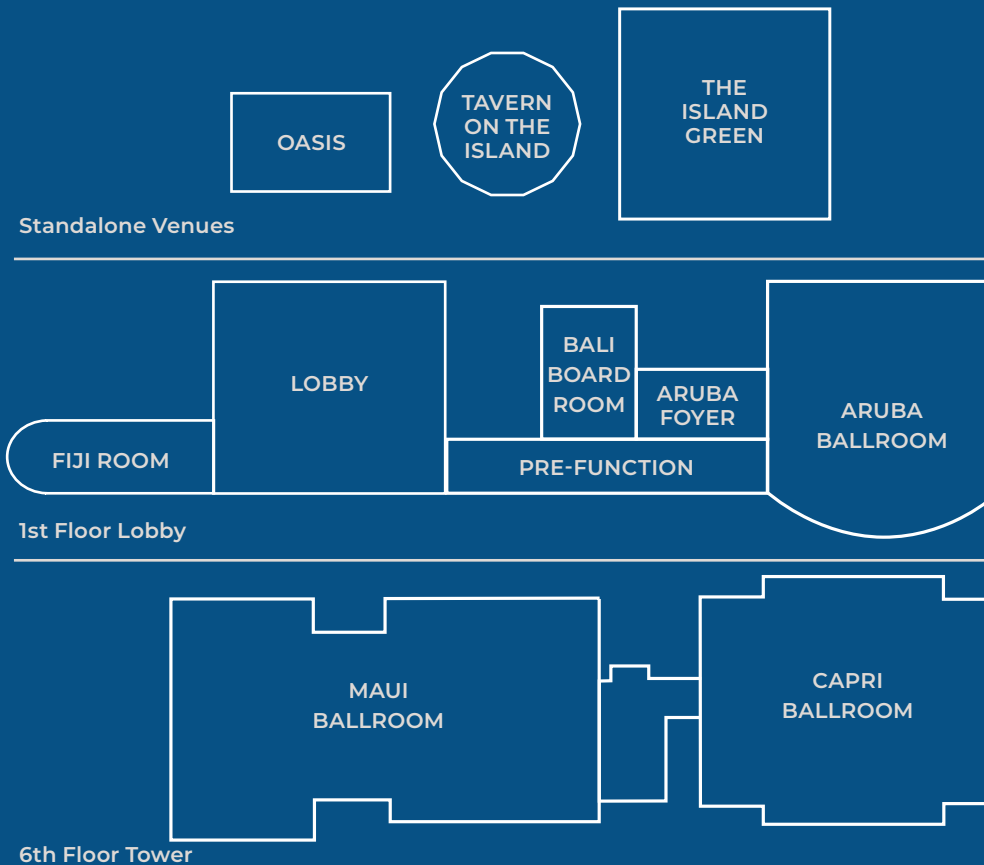 OASIS
TAVERN
ON THE
ISLAND
THE
ISLAND
GREEN
Standalone Venues
FIJI ROOM
LOBBY
BALI
BOARD
ROOM
ARUBA
FOYER
PRE-FUNCTION
ARUBA
BALLROOM
1st Floor Lobby
MAUI
BALLROOM
CAPRI
BALLROOM
6th Floor Tower